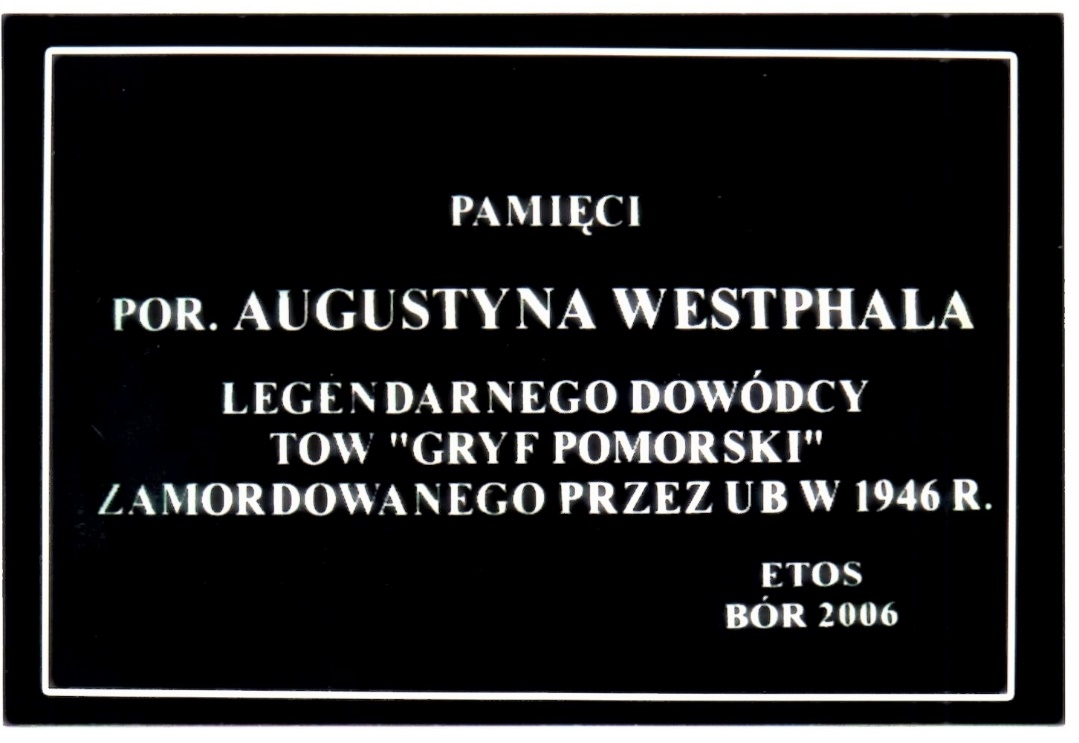 PAMIĘCI
POR. AUGUSTYNA WESTPHALA
LEGENDARNEGO DOWÓDCY
TOW "GRYF POMORSKI"
ZAMORDOWANEGO PRZEZ UB W 1946 R.
ETOS
BÓR 2006